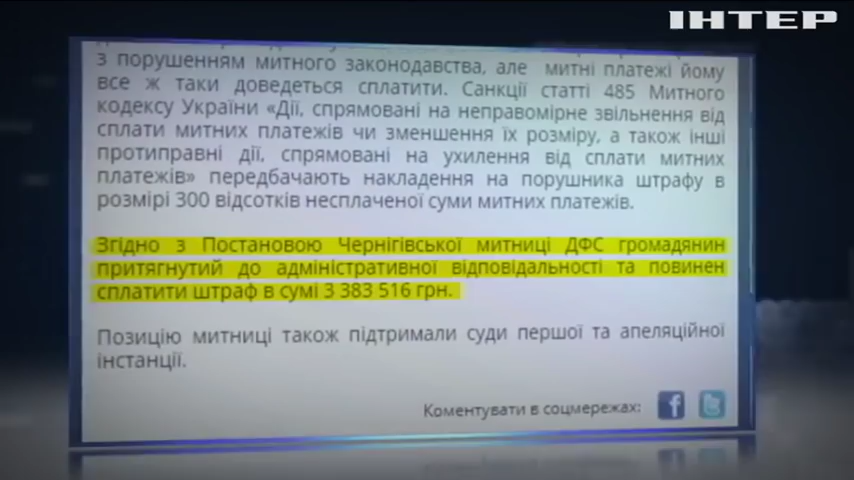 ІНТЕР
з порушенням митного законодавства, але митні платежі йому
все ж таки доведеться сплатити. Санкції статті 485 Митного
кодексу України «Дії, спрямовані на неправомірне звільнення від
сплати митних платежів чи зменшення їх розміру, а також інші
протиправні дії, спрямовані на ухилення від сплати митних
платежів» передбачають накладення на порушника штрафу в
розмірі 300 відсотків несплаченої суми митних платежів.
Згідно з Постановою Чернігівської митниці ДФС громадянин
притягнутий до адміністративної відповідальності та повинен
сплатити штраф в сумі 3 383 516 грн.
Позицію митниці також підтримали суди першої та апеляційної
інстанції.
Коментувати в соцмережах: